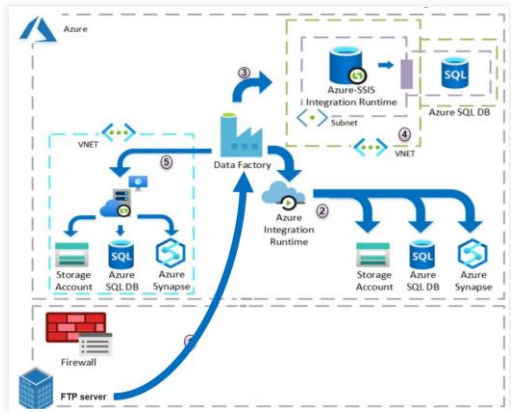 Azure
③
Azure-SSIS
Integration Runtime
SQL
Subnet
Azure SQL DB
④
VNET
VNET
⑤
Data Factory
Azure
Integration
Runtime
②
SQL
Storage
Account
Azure
SQL DB
Azure
Synapse
SQL
Storage
Account
Azure
SQL DB
Azure
Synapse
Firewall
FTP server